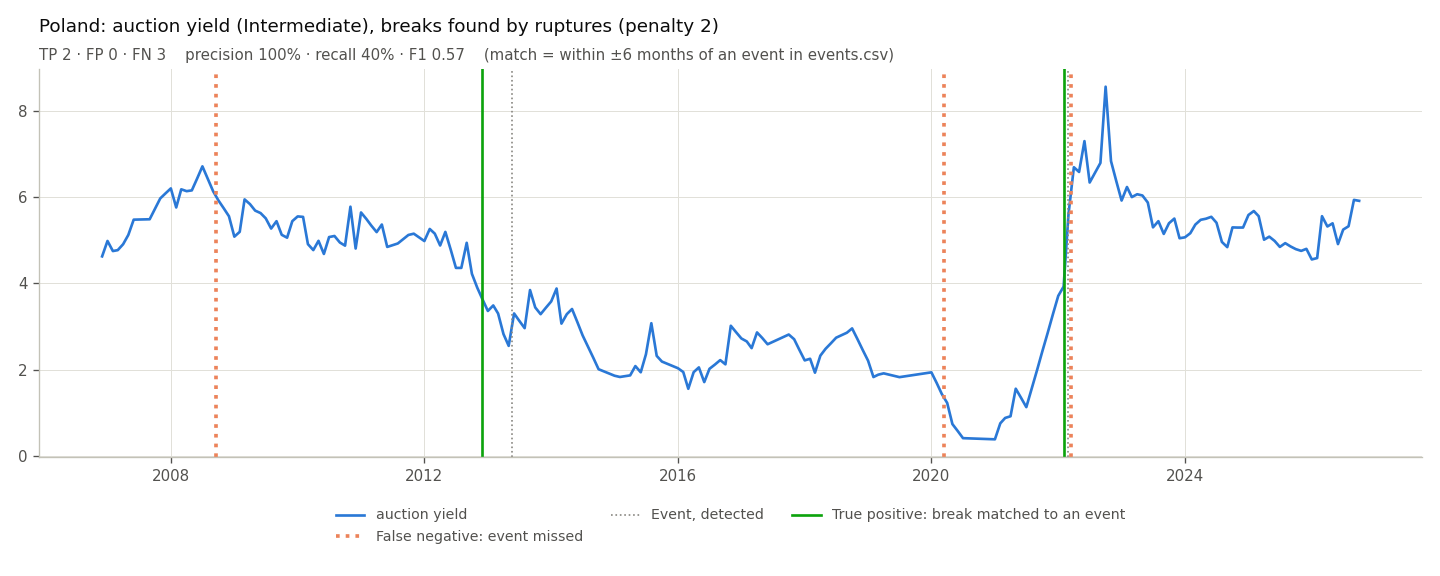 Poland: auction yield (Intermediate), breaks found by ruptures (penalty 2)
TP 2 · FP 0 · FN 3    precision 100% · recall 40% · F1 0.57    (match = within ±6 months of an event in events.csv)
8
6
4
2
0
2008 2012 2016 2020 2024
auction yield    Event, detected    True positive: break matched to an event
False negative: event missed